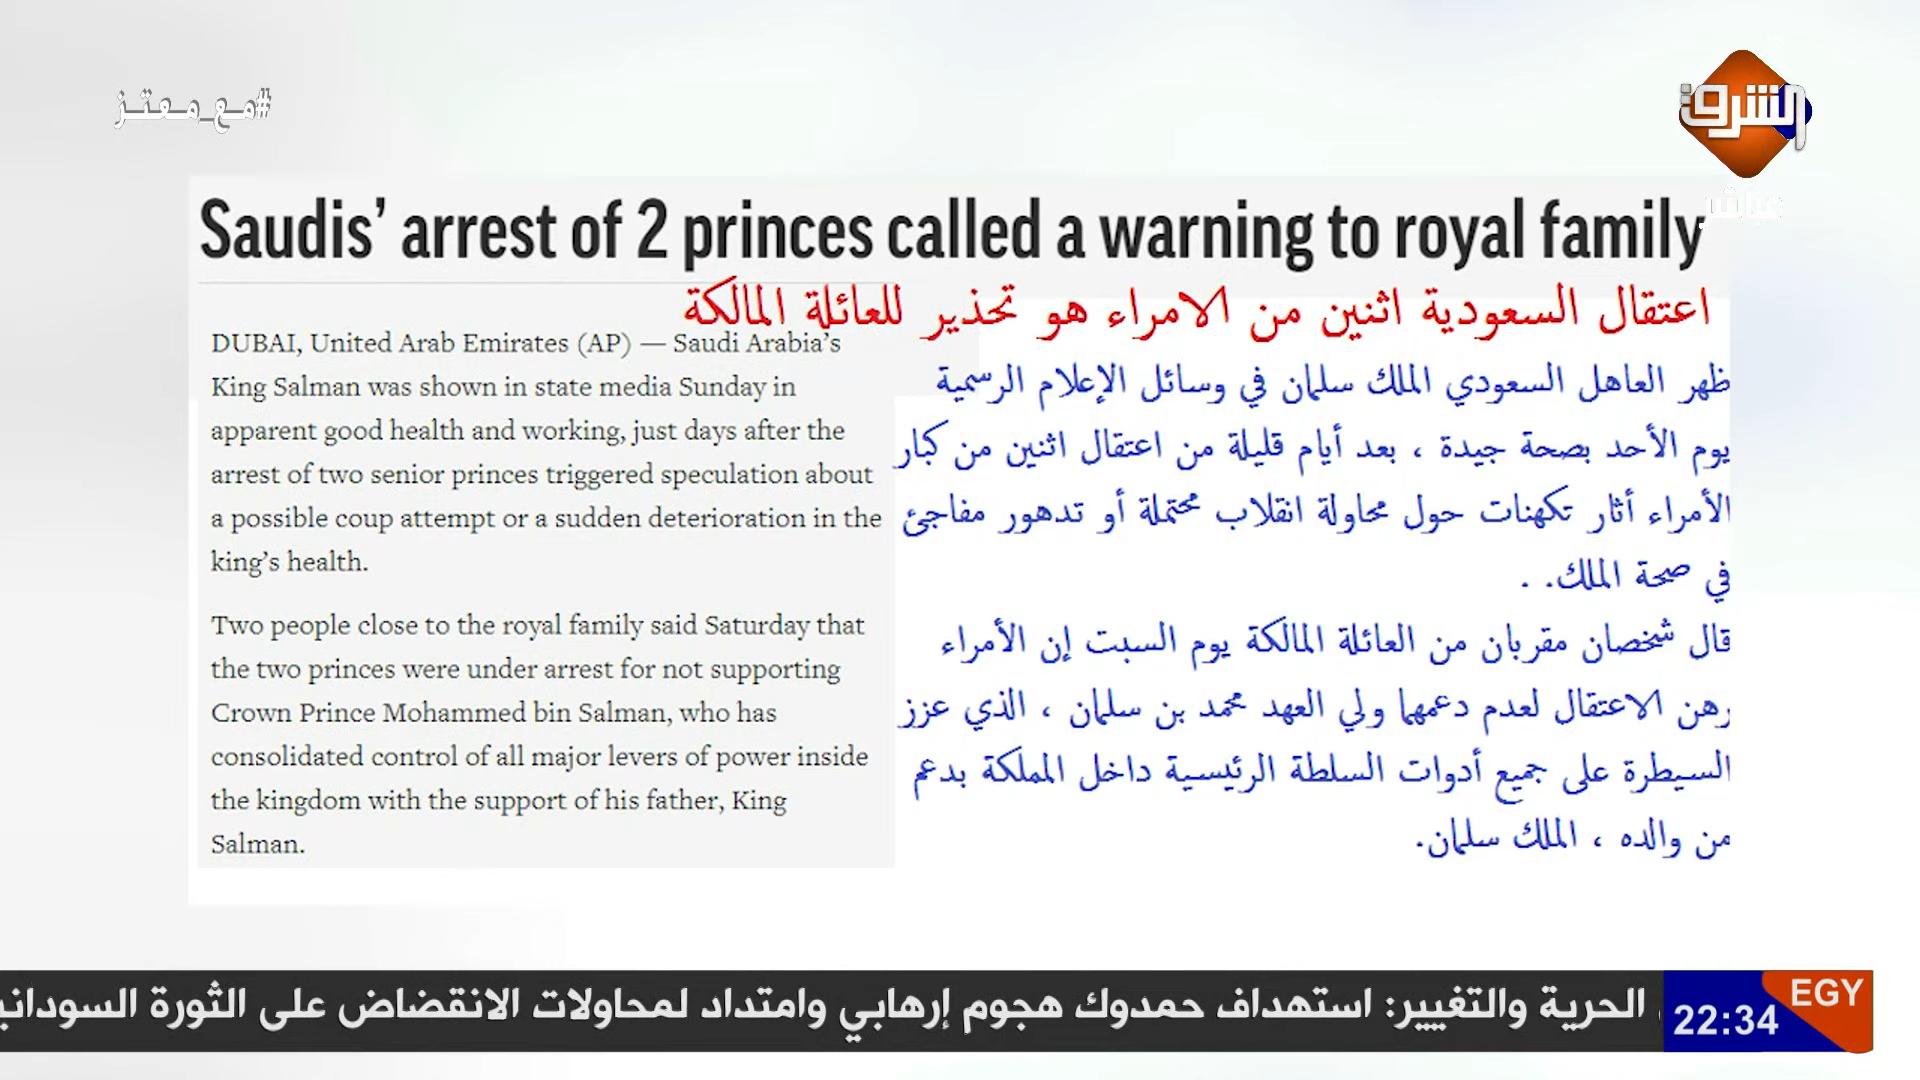 #مـع_مـعتـز
الشرق
مباشر
Saudis’ arrest of 2 princes called a warning to royal family
اعتقال السعودية اثنين من الامراء هو تحذير للعائلة المالكة
DUBAI, United Arab Emirates (AP) — Saudi Arabia’s
King Salman was shown in state media Sunday in
apparent good health and working, just days after the
arrest of two senior princes triggered speculation about
a possible coup attempt or a sudden deterioration in the
king’s health.
Two people close to the royal family said Saturday that
the two princes were under arrest for not supporting
Crown Prince Mohammed bin Salman, who has
consolidated control of all major levers of power inside
the kingdom with the support of his father, King
Salman.
ظهر العاهل السعودي الملك سلمان في وسائل الإعلام الرسمية
يوم الأحد بصحة جيدة ، بعد أيام قليلة من اعتقال اثنين من كبار
الأمراء أثار تكهنات حول محاولة انقلاب محتملة أو تدهور مفاجئ
في صحة الملك. .
قال شخصان مقربان من العائلة المالكة يوم السبت إن الأمراء
رهن الاعتقال لعدم دعمهما ولي العهد محمد بن سلمان ، الذي عزز
السيطرة على جميع أدوات السلطة الرئيسية داخل المملكة بدعم
من والده ، الملك سلمان.
الحرية والتغيير: استهداف حمدوك هجوم إرهابي وامتداد لمحاولات الانقضاض على الثورة السوداني
EGY
22:34